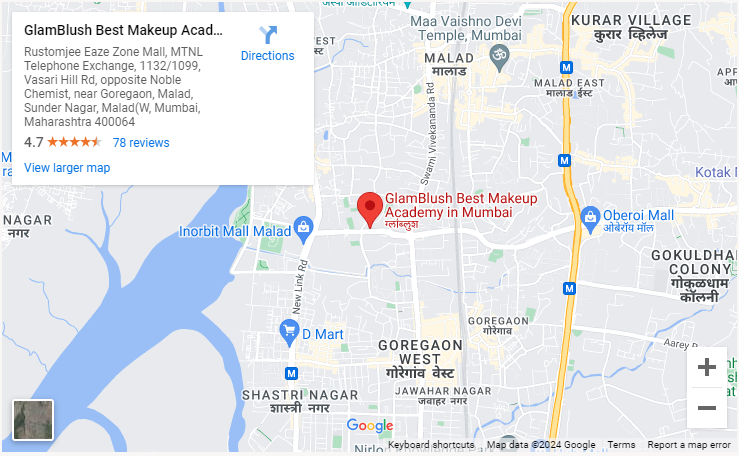 GlamBlush Best Makeup Acad...
Directions
Rustomjee Eaze Zone Mall, MTNL
Telephone Exchange, 1132/1099,
Vasari Hill Rd, opposite Noble
Chemist, near Goregaon, Malad,
Sunder Nagar, Malad(W, Mumbai,
Maharashtra 400064
4.7
78 reviews
View larger map
Maa Vaishno Devi
Temple, Mumbai
KURAR VILLAGE
कुरार व्हिलेज
MALAD
मालाड
MALAD EAST
मालाड ईस्ट
Swami Vivekananda Rd
Kotak
GlamBlush Best Makeup
Academy in Mumbai
ग्लॅमब्लुश
NAGAR
नगर
Inorbit Mall Malad
Oberoi Mall
ओबेरॉय मॉल
New Link Rd
GOKULDHAM
COLONY
गोकुळधाम
कॉलनी
D Mart
GOREGAON
गोरेगाव
GOREGAON
WEST
गोरेगांव वेस्ट
Aarey Rd
SHASTRI NAGAR
शास्त्री नगर
JAWAHAR NAGAR
जवाहर नगर
Google
Keyboard shortcuts
Map data ©2024 Google
Terms
Report a map error